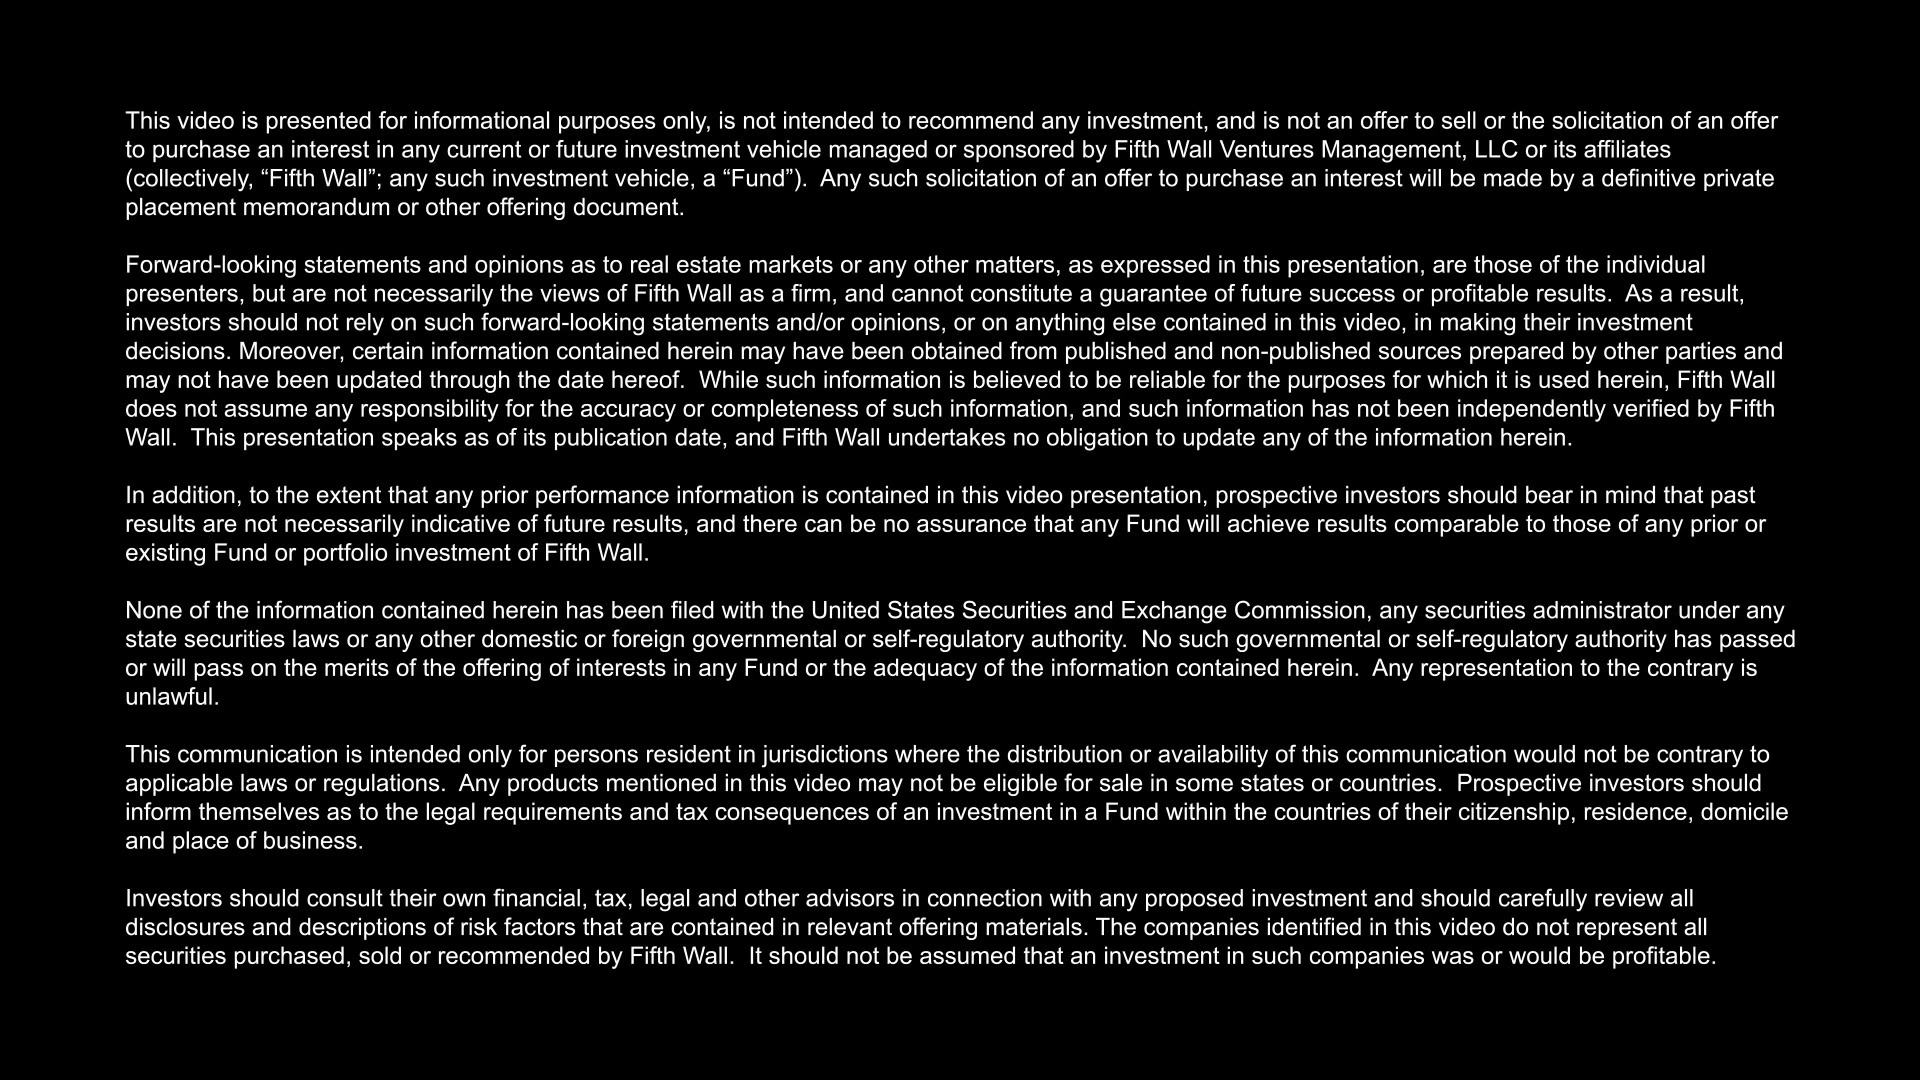 This video is presented for informational purposes only, is not intended to recommend any investment, and is not an offer to sell or the solicitation of an offer
to purchase an interest in any current or future investment vehicle managed or sponsored by Fifth Wall Ventures Management, LLC or its affiliates
(collectively, “Fifth Wall”; any such investment vehicle, a “Fund”).  Any such solicitation of an offer to purchase an interest will be made by a definitive private
placement memorandum or other offering document.
Forward-looking statements and opinions as to real estate markets or any other matters, as expressed in this presentation, are those of the individual
presenters, but are not necessarily the views of Fifth Wall as a firm, and cannot constitute a guarantee of future success or profitable results.  As a result,
investors should not rely on such forward-looking statements and/or opinions, or on anything else contained in this video, in making their investment
decisions. Moreover, certain information contained herein may have been obtained from published and non-published sources prepared by other parties and
may not have been updated through the date hereof.  While such information is believed to be reliable for the purposes for which it is used herein, Fifth Wall
does not assume any responsibility for the accuracy or completeness of such information, and such information has not been independently verified by Fifth
Wall.  This presentation speaks as of its publication date, and Fifth Wall undertakes no obligation to update any of the information herein.
In addition, to the extent that any prior performance information is contained in this video presentation, prospective investors should bear in mind that past
results are not necessarily indicative of future results, and there can be no assurance that any Fund will achieve results comparable to those of any prior or
existing Fund or portfolio investment of Fifth Wall.
None of the information contained herein has been filed with the United States Securities and Exchange Commission, any securities administrator under any
state securities laws or any other domestic or foreign governmental or self-regulatory authority.  No such governmental or self-regulatory authority has passed
or will pass on the merits of the offering of interests in any Fund or the adequacy of the information contained herein.  Any representation to the contrary is
unlawful.
This communication is intended only for persons resident in jurisdictions where the distribution or availability of this communication would not be contrary to
applicable laws or regulations.  Any products mentioned in this video may not be eligible for sale in some states or countries.  Prospective investors should
inform themselves as to the legal requirements and tax consequences of an investment in a Fund within the countries of their citizenship, residence, domicile
and place of business.
Investors should consult their own financial, tax, legal and other advisors in connection with any proposed investment and should carefully review all
disclosures and descriptions of risk factors that are contained in relevant offering materials. The companies identified in this video do not represent all
securities purchased, sold or recommended by Fifth Wall.  It should not be assumed that an investment in such companies was or would be profitable.